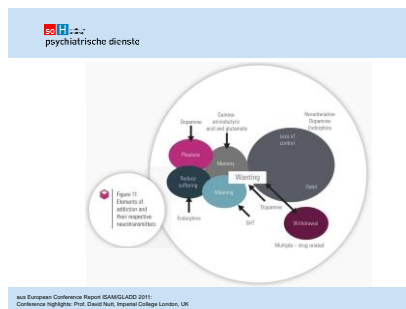 so H
psychiatrische dienste
Dopamine
Gamma-
aminobutyric
acid and glutamate
Noradrenaline
Dopamine
Endorphins
Pleasure
Memory
Loss of
control
Reduce
suffering
Wanting
Meaning
Habit
Figure 11.
Elements of
addiction and
their respective
neurotransmitters
Endorphins
5HT
Dopamine
Withdrawal
Multiple – drug related
aus European Conference Report ISAM/GLADD 2011:
Conference highlights: Prof. David Nutt, Imperial College London, UK